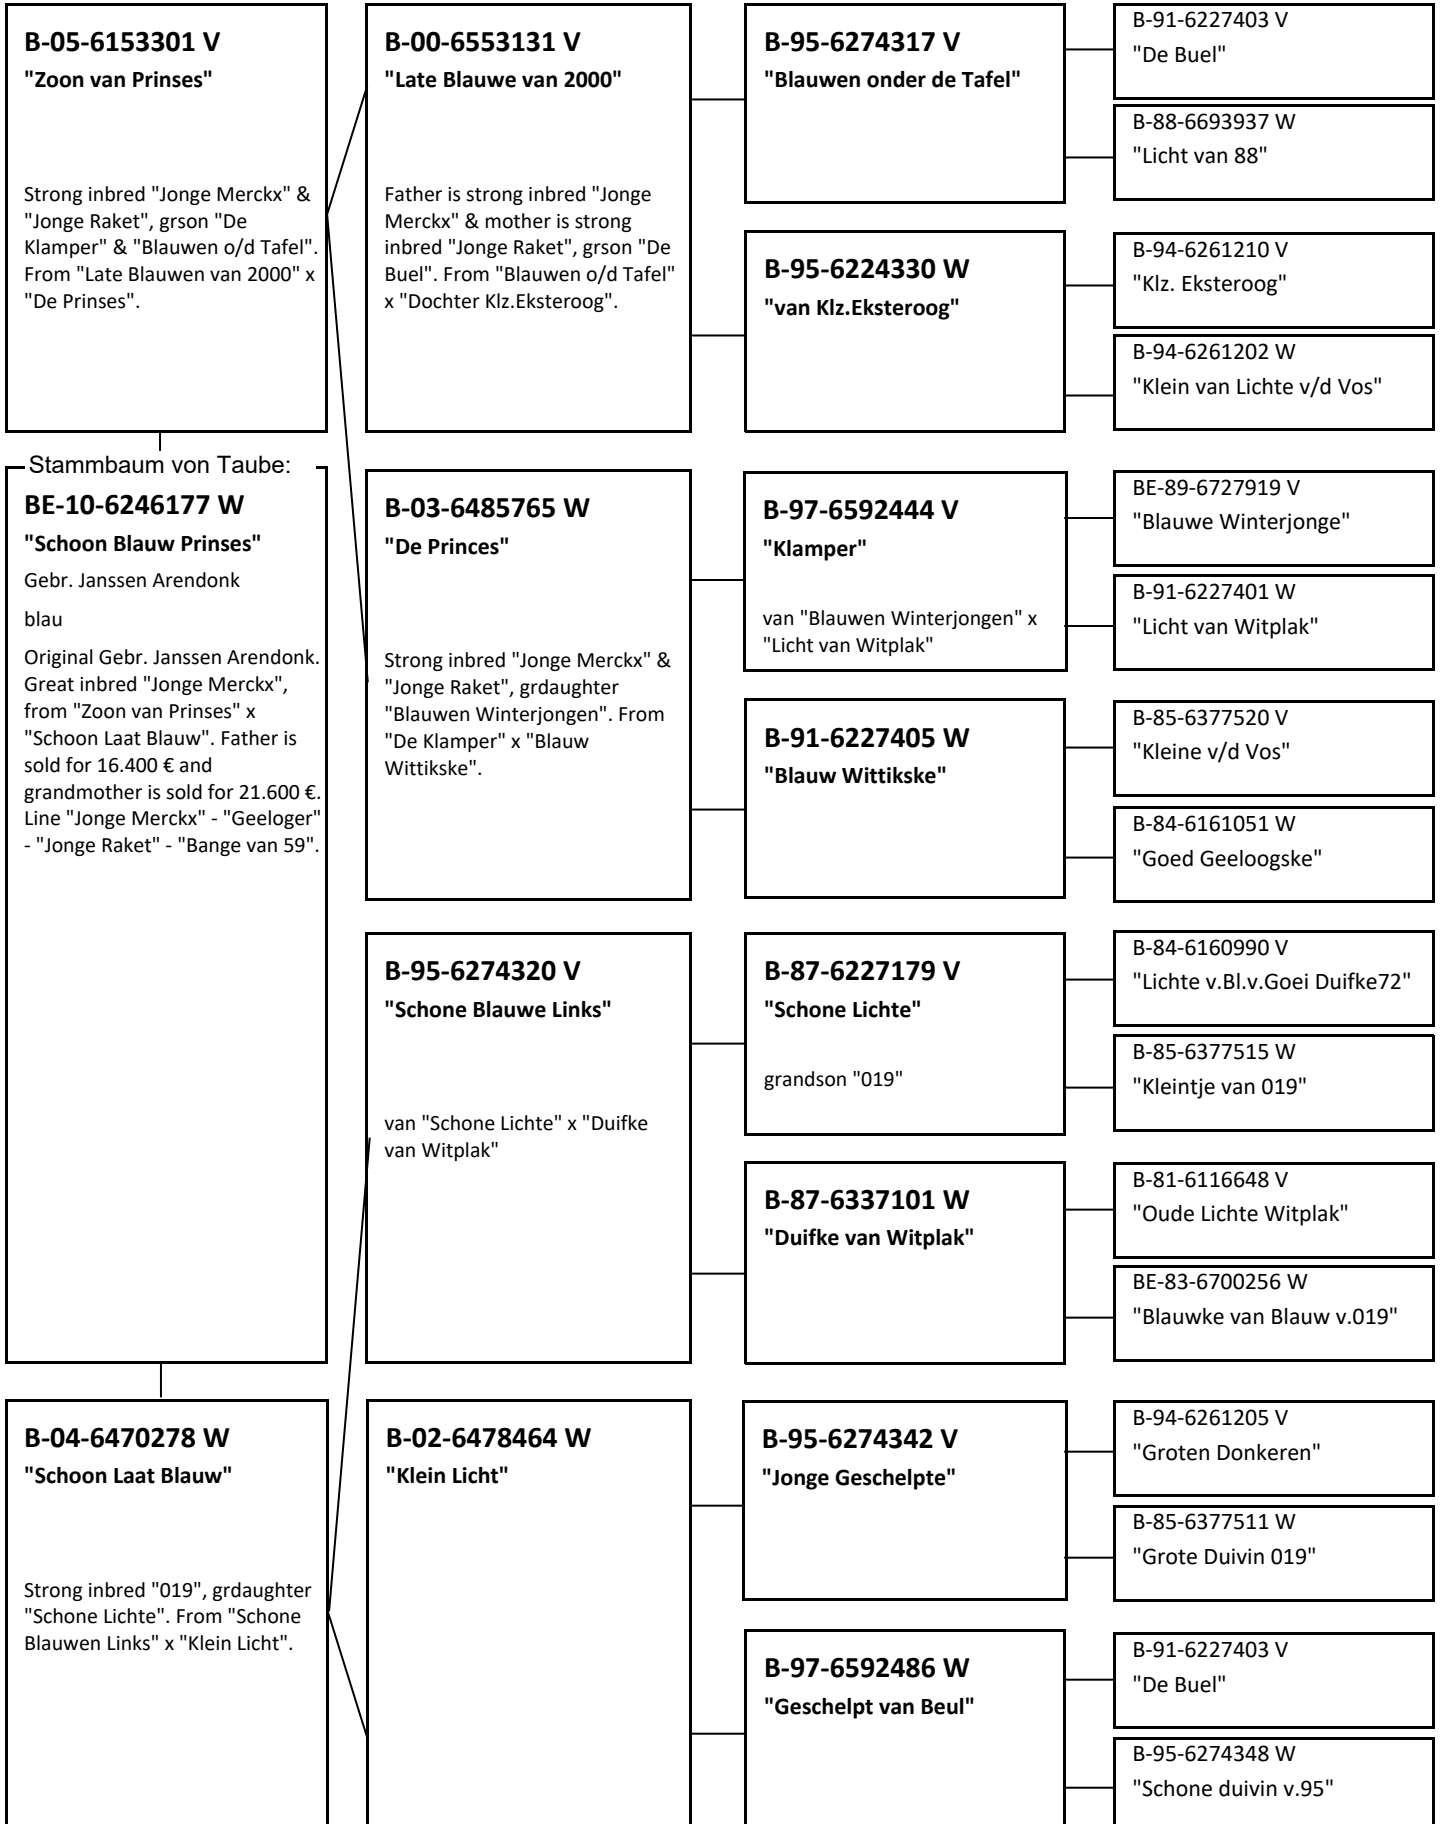 B-05-6153301 V
"Zoon van Prinses"
Strong inbred "Jonge Merckx" &
"Jonge Raket", grson "De
Klamper" & "Blauwen o/d Tafel".
From "Late Blauwen van 2000" x
"De Prinses".
Stammbaum von Taube:
BE-10-6246177 W
"Schoon Blauw Prinses"
Gebr. Janssen Arendonk
blau
Original Gebr. Janssen Arendonk.
Great inbred "Jonge Merckx",
from "Zoon van Prinses" x
"Schoon Laat Blauw". Father is
sold for 16.400 € and
grandmother is sold for 21.600 €.
Line "Jonge Merckx" - "Geeloger"
- "Jonge Raket" - "Bange van 59".
B-04-6470278 W
"Schoon Laat Blauw"
Strong inbred "019", grdaughter
"Schone Lichte". From "Schone
Blauwen Links" x "Klein Licht".
B-00-6553131 V
"Late Blauwe van 2000"
Father is strong inbred "Jonge
Merckx" & mother is strong
inbred "Jonge Raket", grson "De
Buel". From "Blauwen o/d Tafel"
x "Dochter Klz.Eksteroog".
B-03-6485765 W
"De Princes"
Strong inbred "Jonge Merckx" &
"Jonge Raket", grdaughter
"Blauwen Winterjongen". From
"De Klamper" x "Blauw
Wittikske".
B-95-6274320 V
"Schone Blauwe Links"
van "Schone Lichte" x "Duifke
van Witplak"
B-02-6478464 W
"Klein Licht"
B-95-6274317 V
"Blauwen onder de Tafel"
B-95-6224330 W
"van Klz.Eksteroog"
B-97-6592444 V
"Klamper"
van "Blauwen Winterjongen" x
"Licht van Witplak"
B-91-6227405 W
"Blauw Wittikske"
B-87-6227179 V
"Schone Lichte"
grandson "019"
B-87-6337101 W
"Duifke van Witplak"
B-95-6274342 V
"Jonge Geschelpte"
B-97-6592486 W
"Geschelpt van Beul"
B-91-6227403 V
"De Buel"
B-88-6693937 W
"Licht van 88"
B-94-6261210 V
"Klz. Eksteroog"
B-94-6261202 W
"Klein van Lichte v/d Vos"
BE-89-6727919 V
"Blauwe Winterjonge"
B-91-6227401 W
"Licht van Witplak"
B-85-6377520 V
"Kleine v/d Vos"
B-84-6161051 W
"Goed Geeloogske"
B-84-6160990 V
"Lichte v.Bl.v.Goei Duifke72"
B-85-6377515 W
"Kleintje van 019"
B-81-6116648 V
"Oude Lichte Witplak"
BE-83-6700256 W
"Blauwke van Blauw v.019"
B-94-6261205 V
"Groten Donkeren"
B-85-6377511 W
"Grote Duivin 019"
B-91-6227403 V
"De Buel"
B-95-6274348 W
"Schone duivin v.95"